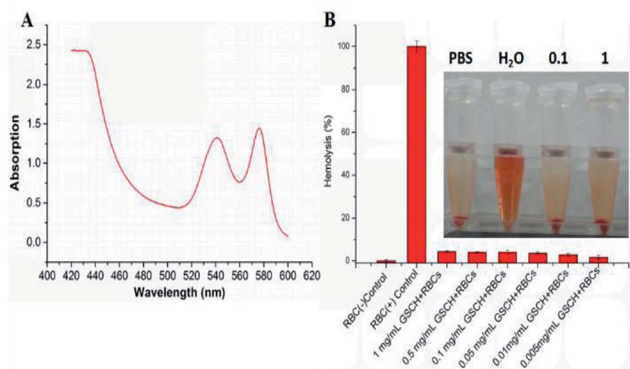 A
2.5
2.0
1.5
1.0
0.5
0.0
Absorption
400 420 440 460 480 500 520 540 560 580 600 620
Wavelength (nm)
B
100
80
60
40
20
0
Hemolysis (%)
PBS H₂O 0.1 1
RBC(-)Control
RBC(+) Control
1 mg/mL GSCH+RBCs
0.5 mg/mL GSCH+RBCs
0.1 mg/mL GSCH+RBCs
0.05 mg/mL GSCH+RBCs
0.01mg/mL GSCH+RBCs
0.005mg/mL GSCH+RBCs